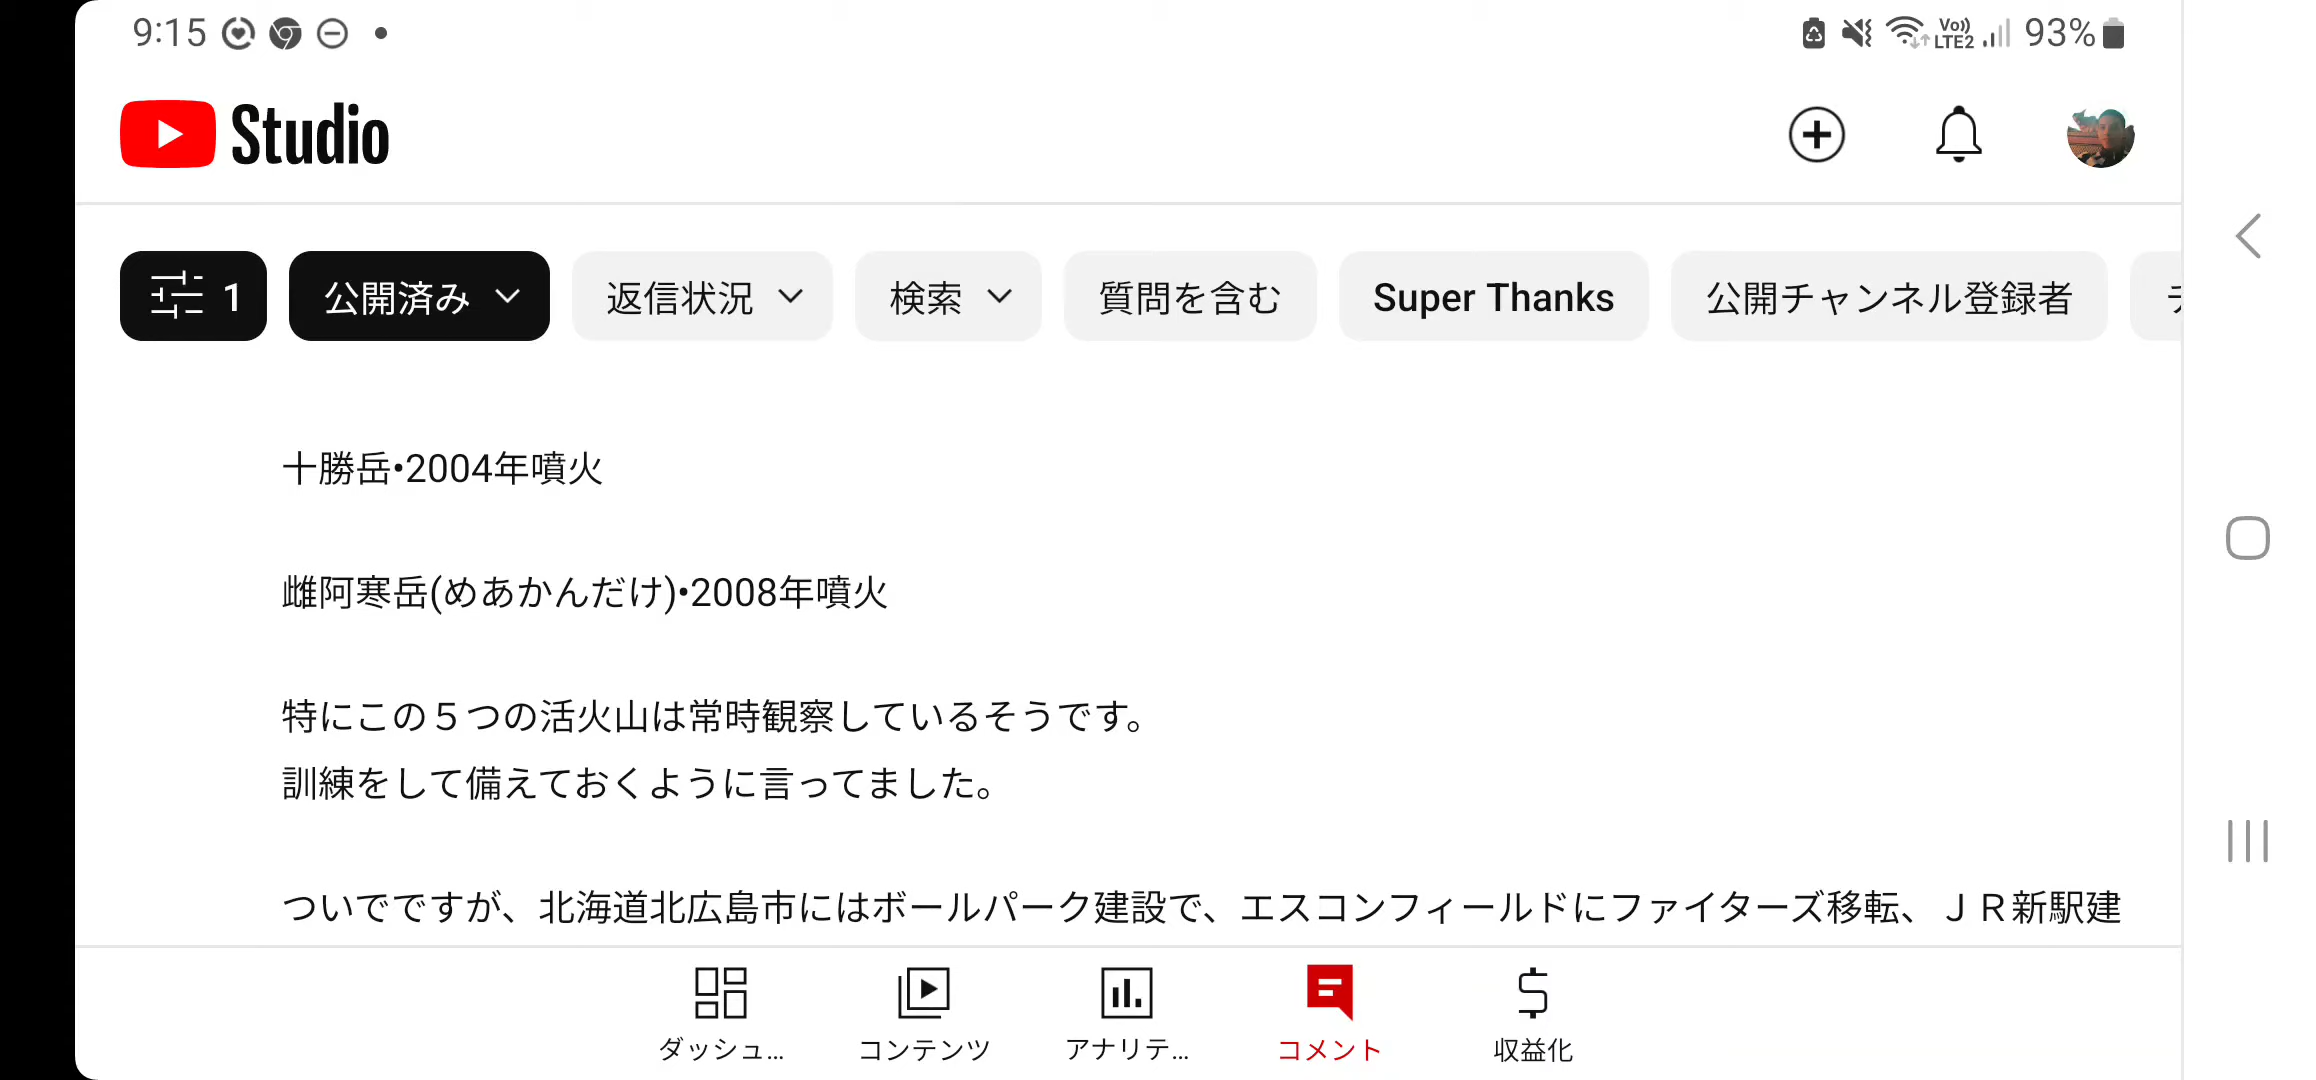 9:15
Vo)) LTE2 93%
Studio
1 公開済み 返信状況 検索 質問を含む Super Thanks 公開チャンネル登録者
十勝岳•2004年噴火
雌阿寒岳(めあかんだけ)•2008年噴火
特にこの５つの活火山は常時観察しているそうです。
訓練をして備えておくように言ってました。
ついでですが、北海道北広島市にはボールパーク建設で、エスコンフィールドにファイターズ移転、ＪＲ新駅建
ダッシュ... コンテンツ アナリテ... コメント 収益化